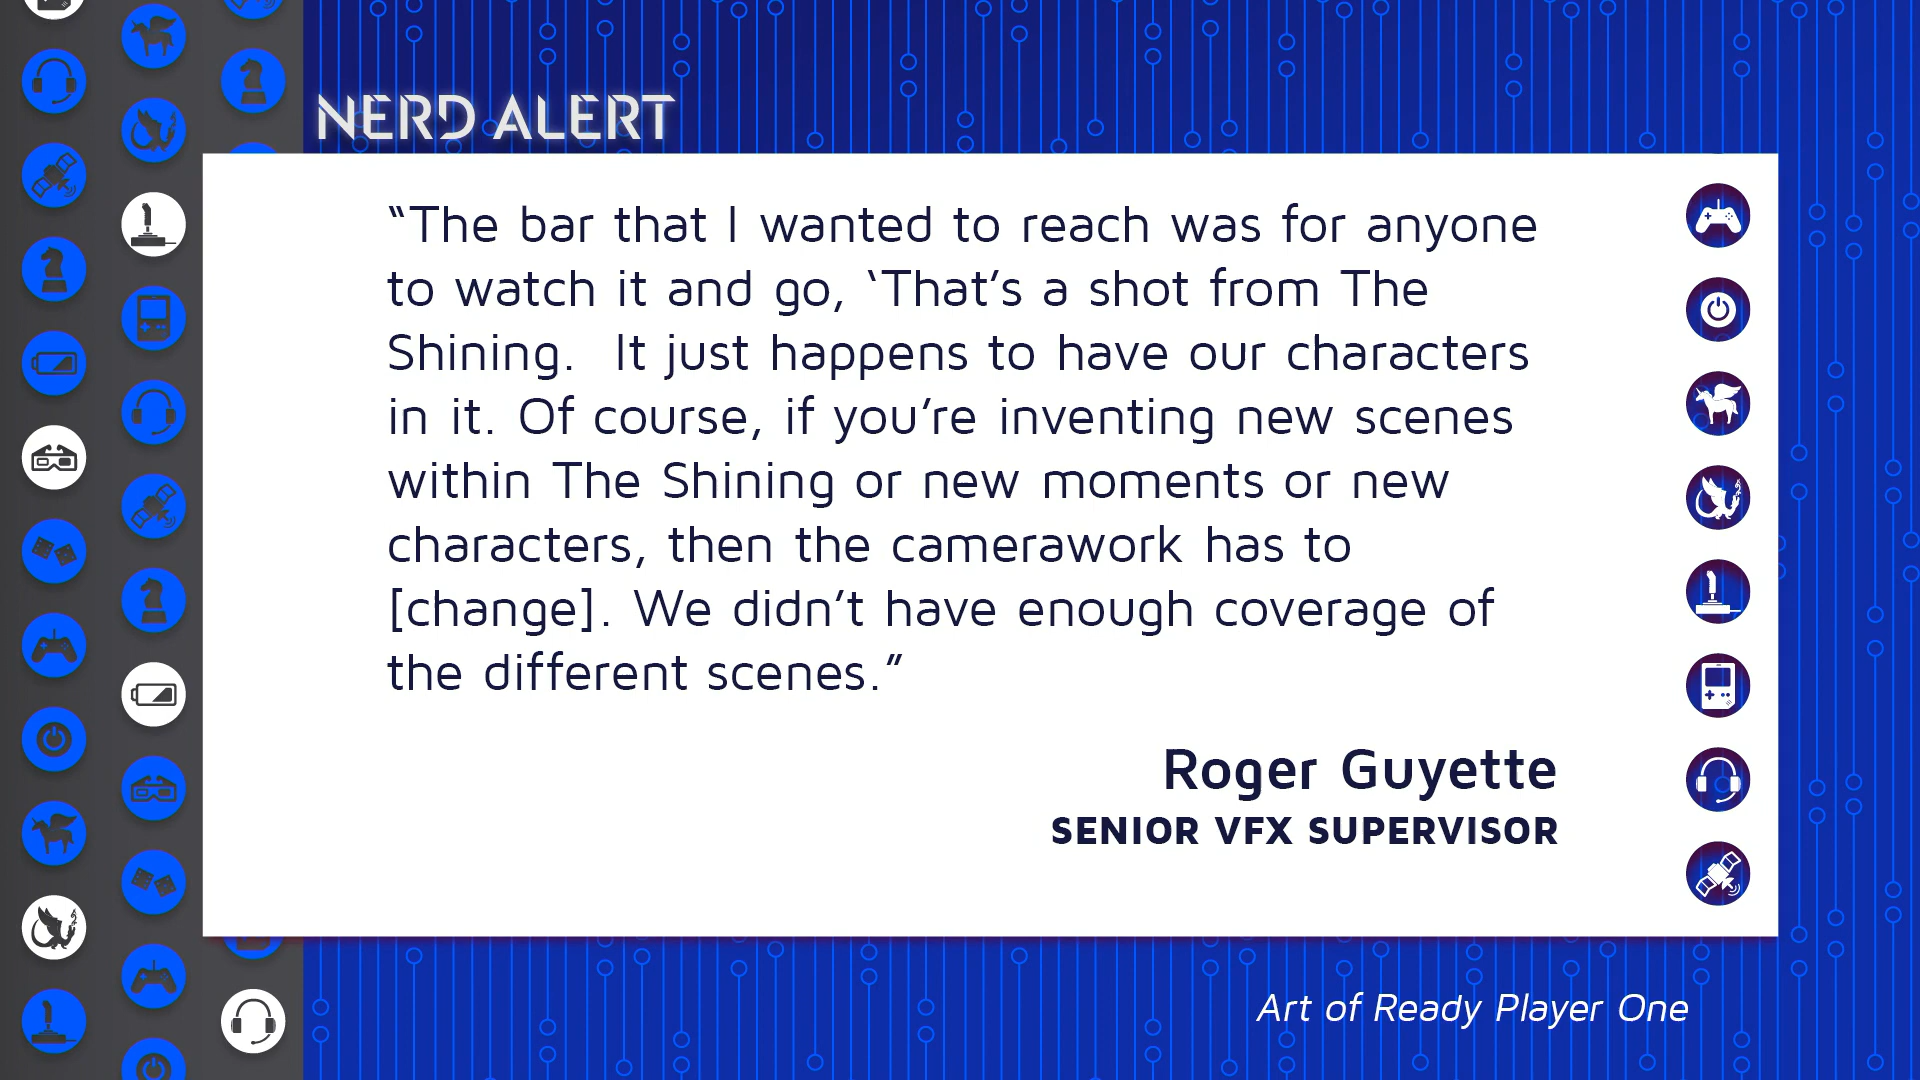 NERD ALERT
“The bar that I wanted to reach was for anyone
to watch it and go, ‘That’s a shot from The
Shining.  It just happens to have our characters
in it. Of course, if you’re inventing new scenes
within The Shining or new moments or new
characters, then the camerawork has to
[change]. We didn’t have enough coverage of
the different scenes.”
Roger Guyette
SENIOR VFX SUPERVISOR
Art of Ready Player One